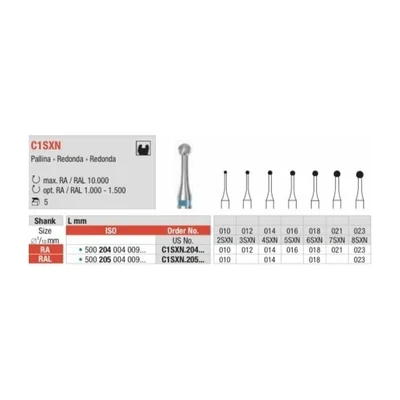 C1SXN
Pallina - Redonda - Redonda
max. RA / RAL 10.000
opt. RA / RAL 1.000 - 1.500
5
Shank L mm
Size ISO Order No. 010 012 014 016 018 021 023
Ø 1/10 mm US No. 2SXN 3SXN 4SXN 5SXN 6SXN 7SXN 8SXN
RA • 500 204 004 009... C1SXN.204... 010 012 014 016 018 021 023
RAL • 500 205 004 009... C1SXN.205... 010 014 018 023